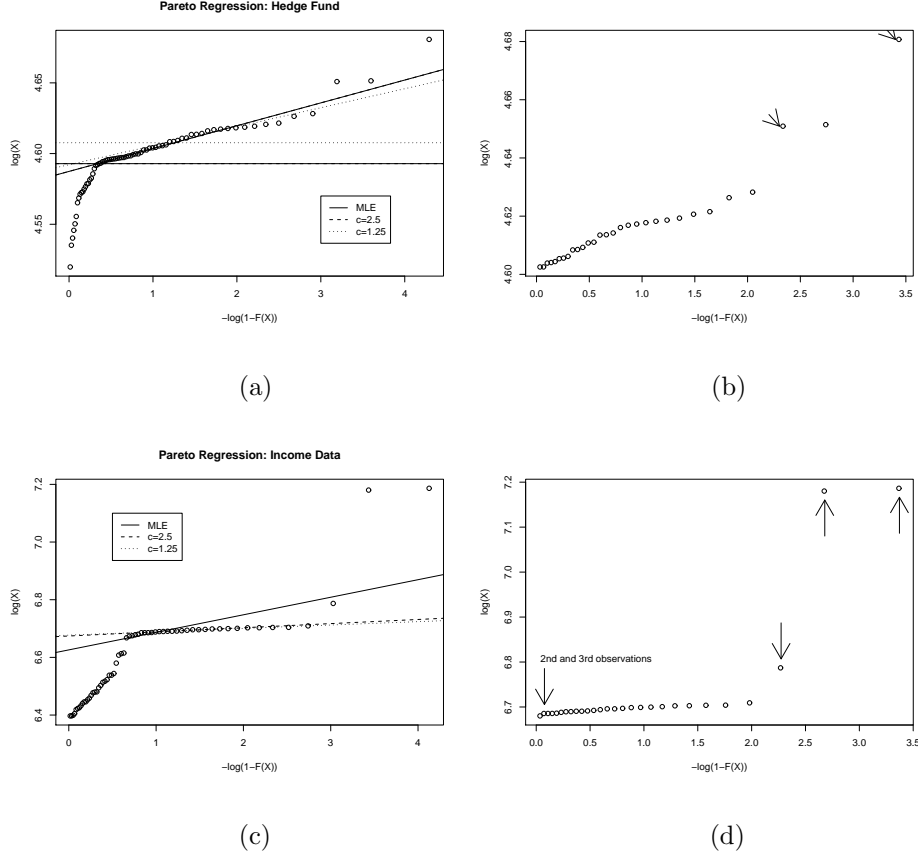 Pareto Regression: Hedge Fund
log(X)
4.65
4.60
4.55
0 1 2 3 4
−log(1−F(X))
MLE
c=2.5
c=1.25
(a)
log(X)
4.68
4.66
4.64
4.62
4.60
0.0 0.5 1.0 1.5 2.0 2.5 3.0 3.5
−log(1−F(X))
(b)
Pareto Regression: Income Data
log(X)
7.2
7.0
6.8
6.6
6.4
MLE
c=2.5
c=1.25
0 1 2 3 4
−log(1−F(X))
(c)
log(X)
7.2
7.1
7.0
6.9
6.8
6.7
2nd and 3rd observations
0.0 0.5 1.0 1.5 2.0 2.5 3.0 3.5
−log(1−F(X))
(d)